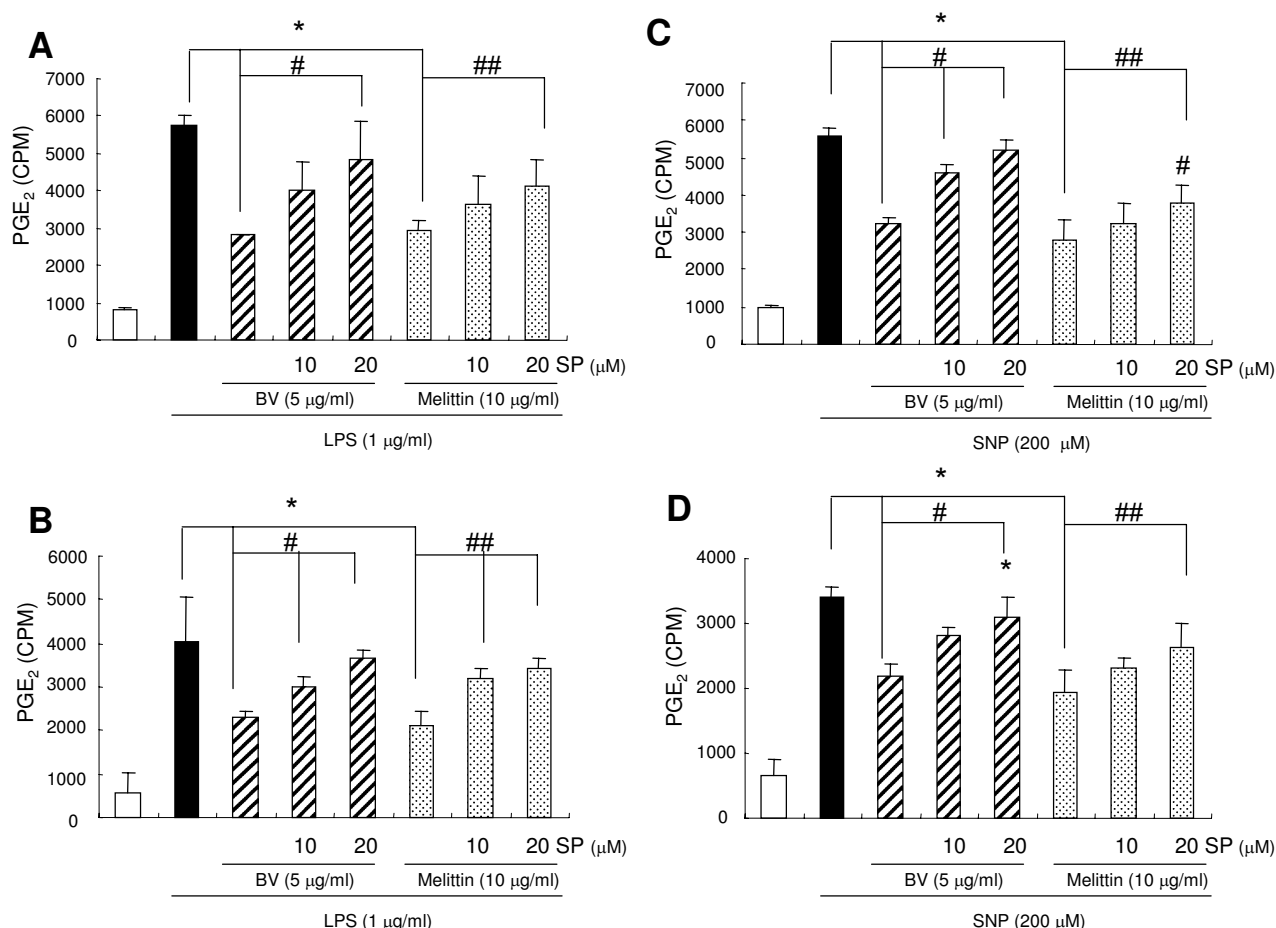 A
*
#
##
7000
6000
5000
4000
3000
2000
1000
0
PGE₂ (CPM)
10 20 10 20 SP (μM)
BV (5 μg/ml) Melittin (10 μg/ml)
LPS (1 μg/ml)
B
*
#
##
6000
5000
4000
3000
2000
1000
0
PGE₂ (CPM)
10 20 10 20 SP (μM)
BV (5 μg/ml) Melittin (10 μg/ml)
LPS (1 μg/ml)
C
*
#
##
#
7000
6000
5000
4000
3000
2000
1000
0
PGE₂ (CPM)
10 20 10 20 SP (μM)
BV (5 μg/ml) Melittin (10 μg/ml)
SNP (200 μM)
D
*
#
##
*
4000
3000
2000
1000
0
PGE₂ (CPM)
10 20 10 20 SP (μM)
BV (5 μg/ml) Melittin (10 μg/ml)
SNP (200 μM)